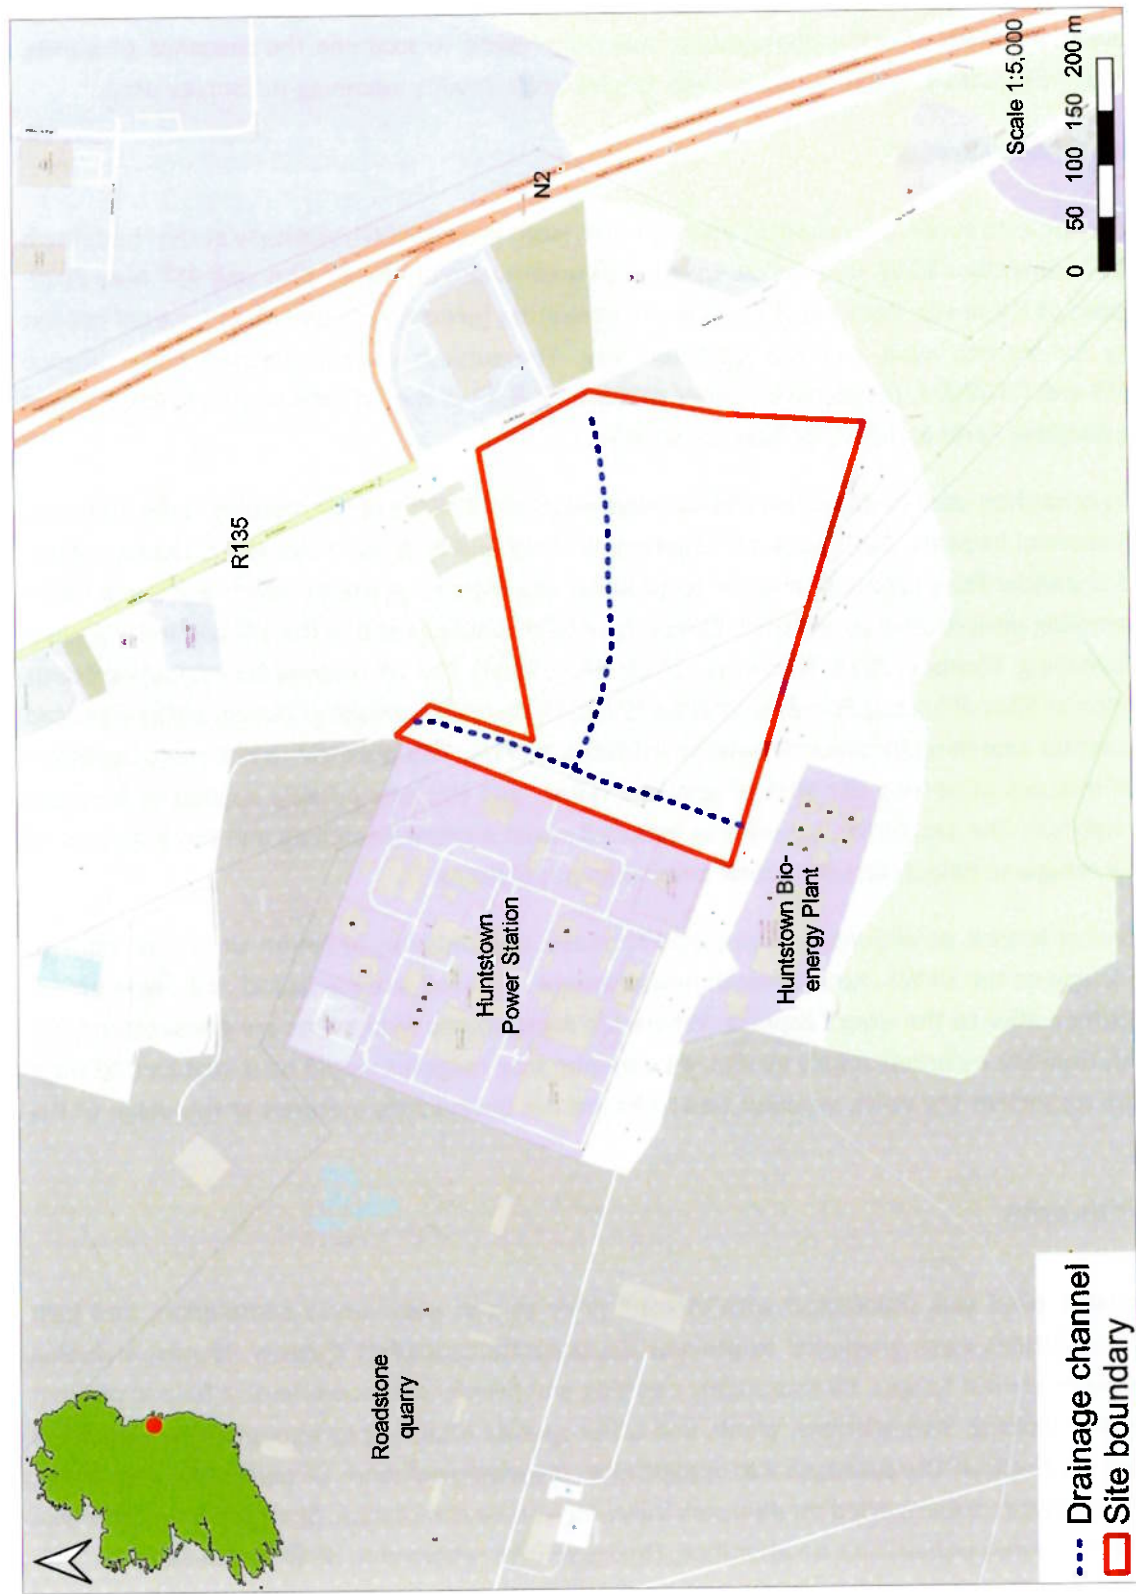 N2
R135
Huntstown
Power Station
Huntstown Bio-
energy Plant
Roadstone
quarry
Scale 1:5,000
0 50 100 150 200 m
Drainage channel
Site boundary